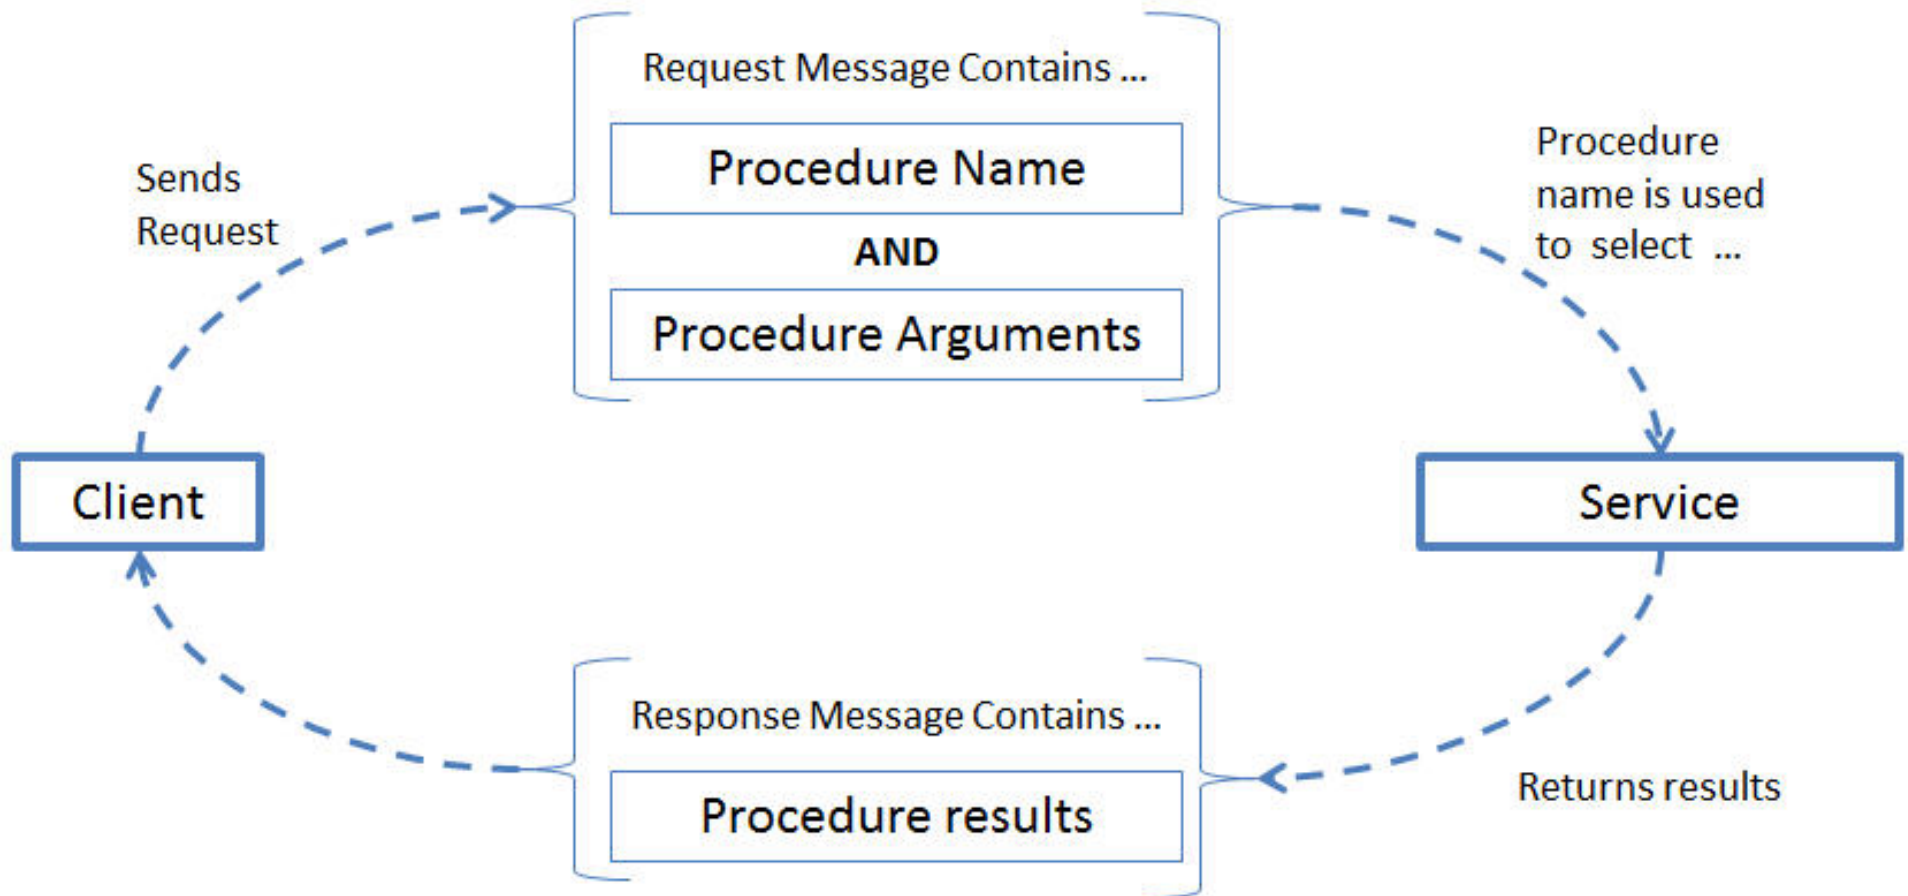 Request Message Contains ...
Procedure Name
AND
Procedure Arguments
Sends
Request
Procedure
name is used
to select ...
Client
Service
Response Message Contains ...
Procedure results
Returns results